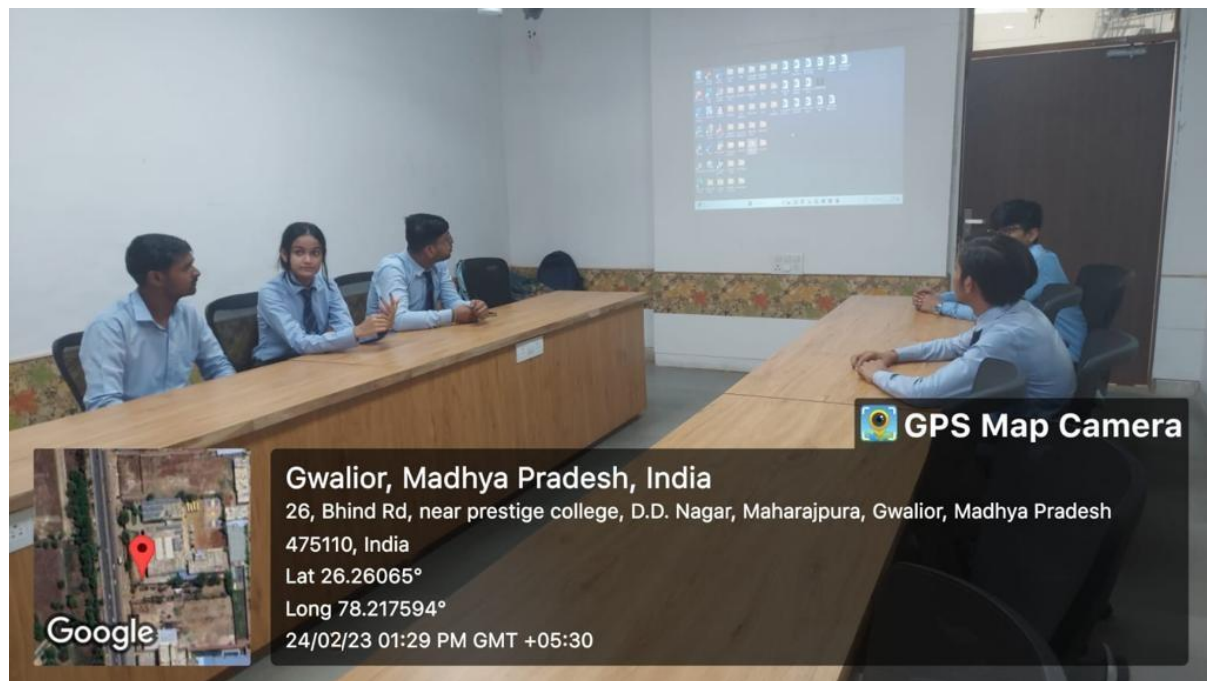 GPS Map Camera
Gwalior, Madhya Pradesh, India
26, Bhind Rd, near prestige college, D.D. Nagar, Maharajpura, Gwalior, Madhya Pradesh
475110, India
Lat 26.26065°
Long 78.217594°
24/02/23 01:29 PM GMT +05:30
Google